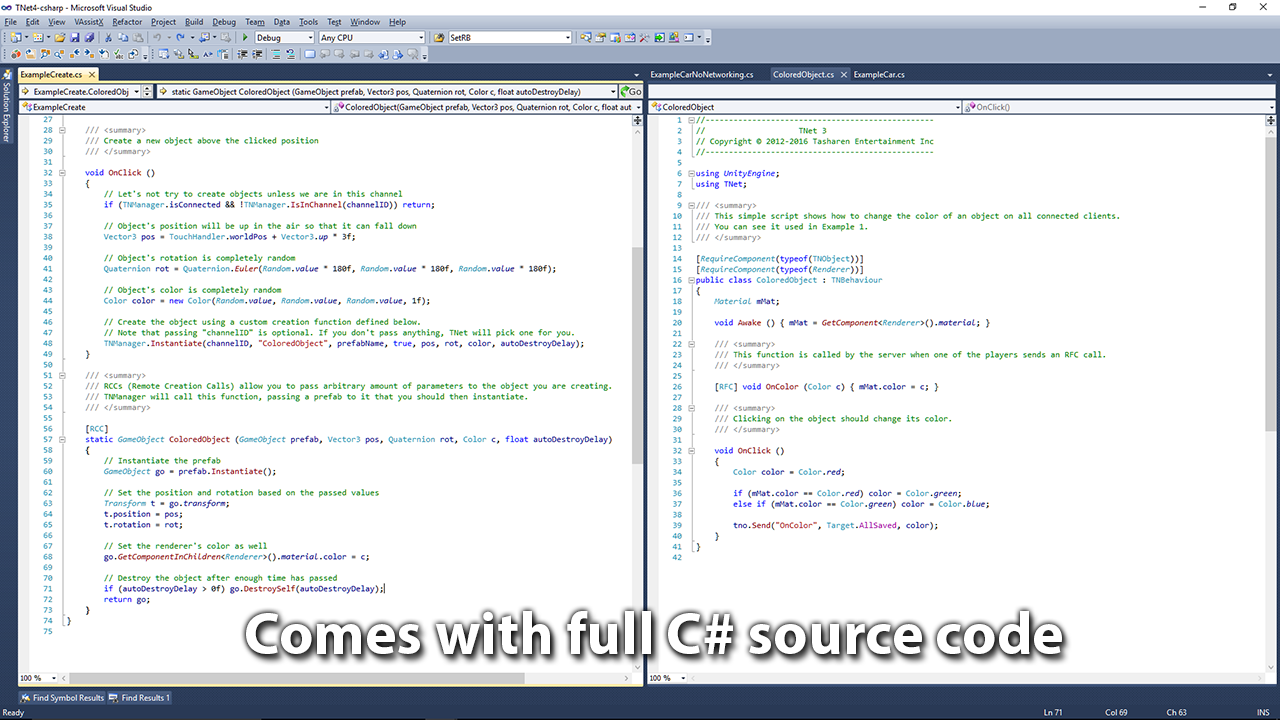 TNet4-csharp - Microsoft Visual Studio
File Edit View VAssistX Refactor Project Build Debug Team Data Tools Test Window Help
Debug Any CPU SetRB
Solution Explorer
ExampleCreate.cs
ExampleCreate.ColoredObj static GameObject ColoredObject (GameObject prefab, Vector3 pos, Quaternion rot, Color c, float autoDestroyDelay) Go
ExampleCreate ColoredObject(GameObject prefab, Vector3 pos, Quaternion rot, Color c, float aut
27
28 /// <summary>
29 /// Create a new object above the clicked position
30 /// </summary>
31
32 void OnClick ()
33 {
34 // Let's not try to create objects unless we are in this channel
35 if (TNManager.isConnected && !TNManager.IsInChannel(channelID)) return;
36
37 // Object's position will be up in the air so that it can fall down
38 Vector3 pos = TouchHandler.worldPos + Vector3.up * 3f;
39
40 // Object's rotation is completely random
41 Quaternion rot = Quaternion.Euler(Random.value * 180f, Random.value * 180f, Random.value * 180f);
42
43 // Object's color is completely random
44 Color color = new Color(Random.value, Random.value, Random.value, 1f);
45
46 // Create the object using a custom creation function defined below.
47 // Note that passing "channelID" is optional. If you don't pass anything, TNet will pick one for you.
48 TNManager.Instantiate(channelID, "ColoredObject", prefabName, true, pos, rot, color, autoDestroyDelay);
49 }
50
51 /// <summary>
52 /// RCCs (Remote Creation Calls) allow you to pass arbitrary amount of parameters to the object you are creating.
53 /// TNManager will call this function, passing a prefab to it that you should then instantiate.
54 /// </summary>
55
56 [RCC]
57 static GameObject ColoredObject (GameObject prefab, Vector3 pos, Quaternion rot, Color c, float autoDestroyDelay)
58 {
59 // Instantiate the prefab
60 GameObject go = prefab.Instantiate();
61
62 // Set the position and rotation based on the passed values
63 Transform t = go.transform;
64 t.position = pos;
65 t.rotation = rot;
66
67 // Set the renderer's color as well
68 go.GetComponentInChildren<Renderer>().material.color = c;
69
70 // Destroy the object after enough time has passed
71 if (autoDestroyDelay > 0f) go.DestroySelf(autoDestroyDelay);
72 return go;
73 }
74 }
75
100 %
ExampleCarNoNetworking.cs ColoredObject.cs ExampleCar.cs
ColoredObject OnClick()
1 //-------------------------------------------------
2 // TNet 3
3 // Copyright © 2012-2016 Tasharen Entertainment Inc
4 //-------------------------------------------------
5
6 using UnityEngine;
7 using TNet;
8
9 /// <summary>
10 /// This simple script shows how to change the color of an object on all connected clients.
11 /// You can see it used in Example 1.
12 /// </summary>
13
14 [RequireComponent(typeof(TNObject))]
15 [RequireComponent(typeof(Renderer))]
16 public class ColoredObject : TNBehaviour
17 {
18 Material mMat;
19
20 void Awake () { mMat = GetComponent<Renderer>().material; }
21
22 /// <summary>
23 /// This function is called by the server when one of the players sends an RFC call.
24 /// </summary>
25
26 [RFC] void OnColor (Color c) { mMat.color = c; }
27
28 /// <summary>
29 /// Clicking on the object should change its color.
30 /// </summary>
31
32 void OnClick ()
33 {
34 Color color = Color.red;
35
36 if (mMat.color == Color.red) color = Color.green;
37 else if (mMat.color == Color.green) color = Color.blue;
38
39 tno.Send("OnColor", Target.AllSaved, color);
40 }
41 }
42
100 %
Comes with full C# source code
Find Symbol Results Find Results 1
Ready Ln 71 Col 69 Ch 63 INS